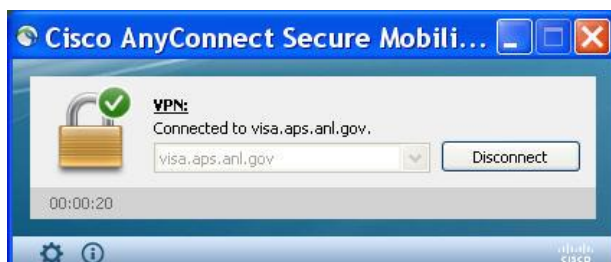 Cisco AnyConnect Secure Mobili...
VPN:
Connected to visa.aps.anl.gov.
visa.aps.anl.gov
Disconnect
00:00:20
CISCO